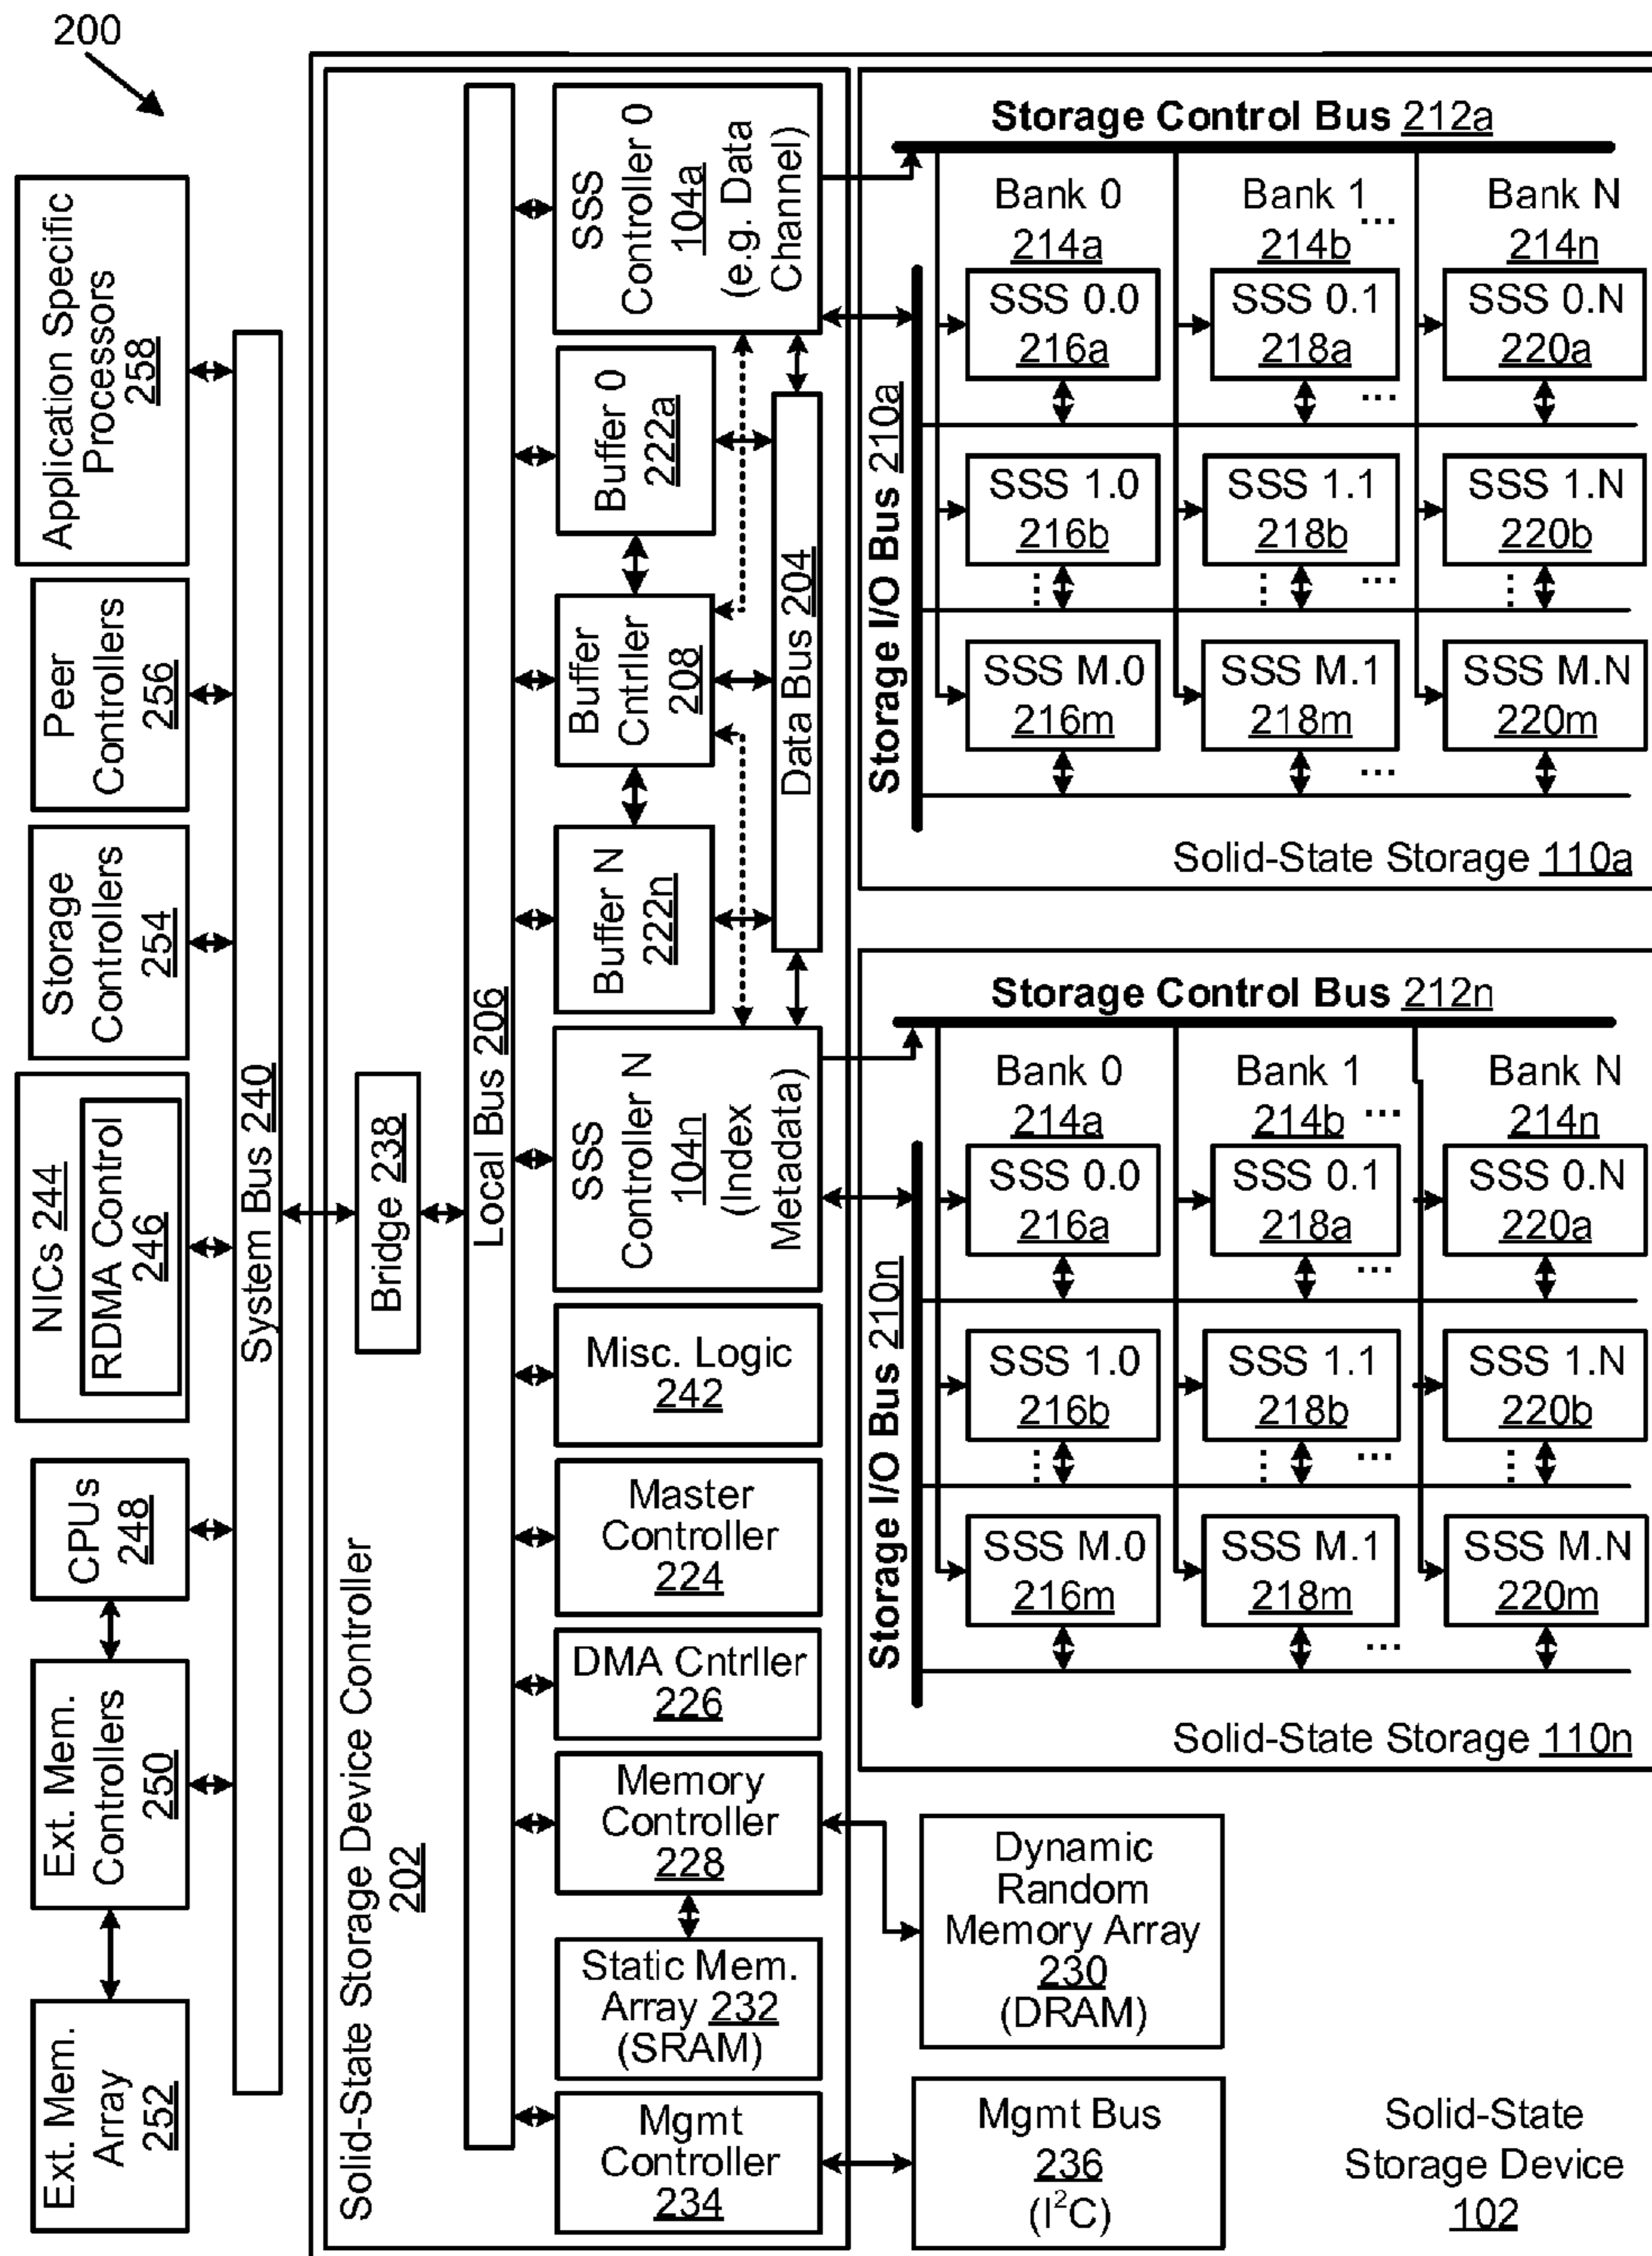 200
Application Specific
Processors
258
Peer
Controllers
256
Storage
Controllers
254
NICs 244
RDMA Control
246
CPUs
248
Ext. Mem.
Controllers
250
Ext. Mem.
Array
252
System Bus 240
Bridge 238
Solid-State Storage Device Controller
202
Local Bus 206
SSS
Controller 0
104a
(e.g. Data
Channel)
Buffer 0
222a
Buffer
Cntrller
208
Buffer N
222n
Data Bus 204
SSS
Controller N
104n
(Index
Metadata)
Misc. Logic
242
Master
Controller
224
DMA Cntrller
226
Memory
Controller
228
Static Mem.
Array 232
(SRAM)
Mgmt
Controller
234
Storage Control Bus 212a
Storage I/O Bus 210a
Bank 0 Bank 1 Bank N
214a 214b ... 214n
SSS 0.0 SSS 0.1 SSS 0.N
216a 218a 220a
...
SSS 1.0 SSS 1.1 SSS 1.N
216b 218b 220b
... ... ... ...
SSS M.0 SSS M.1 SSS M.N
216m 218m 220m
...
Solid-State Storage 110a
Storage Control Bus 212n
Storage I/O Bus 210n
Bank 0 Bank 1 Bank N
214a 214b ... 214n
SSS 0.0 SSS 0.1 SSS 0.N
216a 218a 220a
...
SSS 1.0 SSS 1.1 SSS 1.N
216b 218b 220b
... ... ... ...
SSS M.0 SSS M.1 SSS M.N
216m 218m 220m
...
Solid-State Storage 110n
Dynamic
Random
Memory Array
230
(DRAM)
Mgmt Bus
236
(I²C)
Solid-State
Storage Device
102